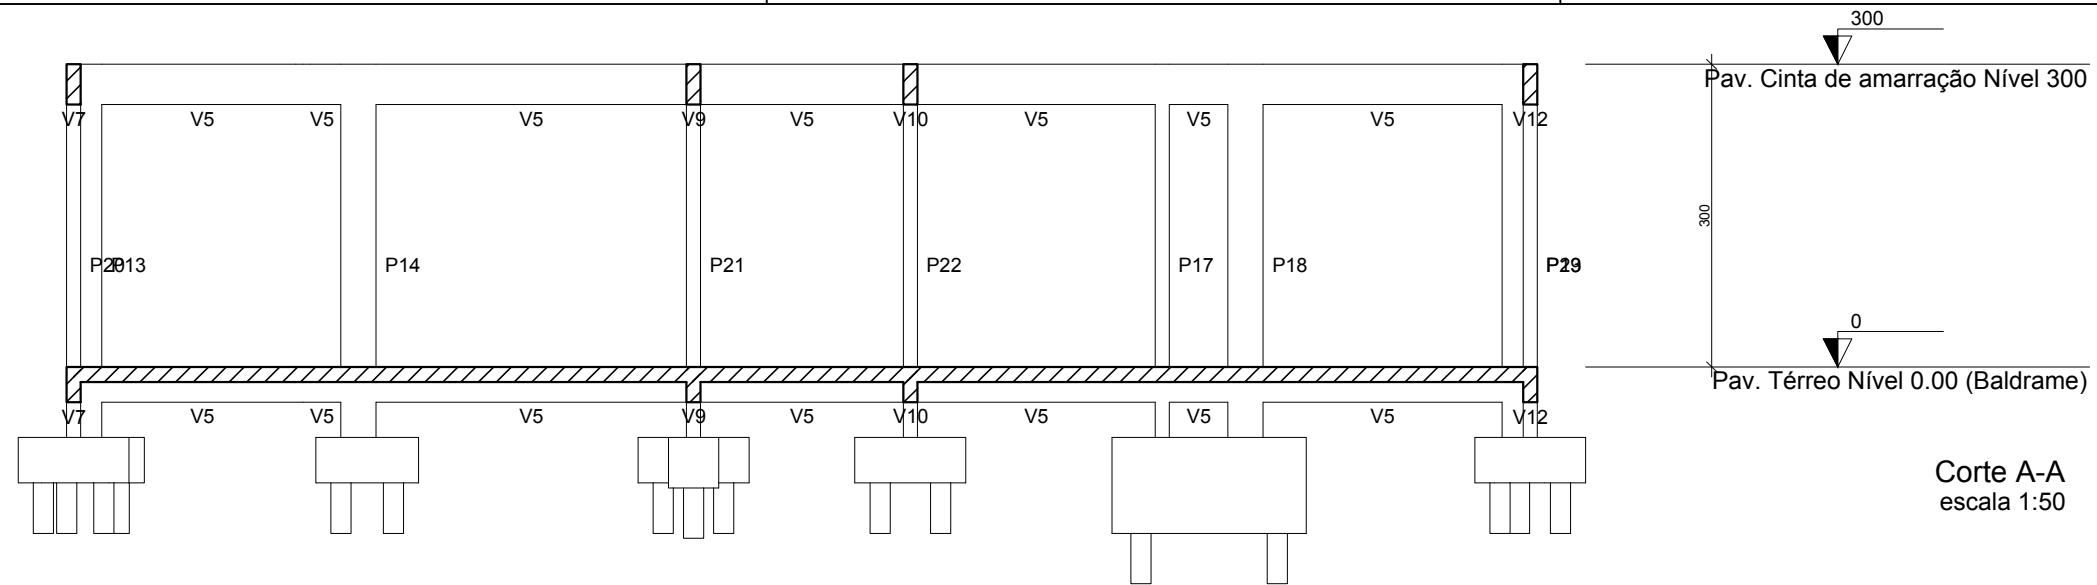 300
Pav. Cinta de amarração Nível 300
V7 V5 V5 V5 V9 V5 V10 V5 V5 V5 V12
300
P20 P13 P14 P21 P22 P17 P18
0
Pav. Térreo Nível 0.00 (Baldrame)
V7 V5 V5 V5 V9 V5 V10 V5 V5 V5 V12
Corte A-A
escala 1:50